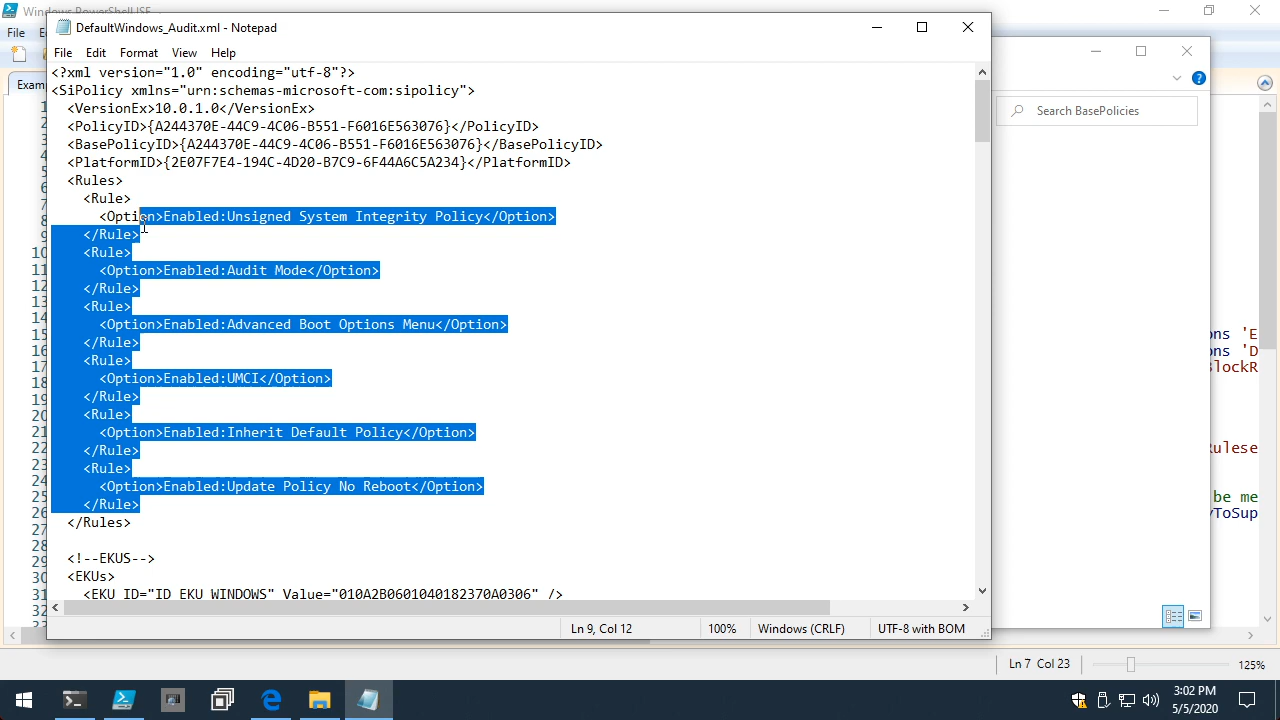 Windows PowerShell ISE
File
DefaultWindows_Audit.xml - Notepad
File Edit Format View Help
Search BasePolicies
<?xml version="1.0" encoding="utf-8"?>
<SiPolicy xmlns="urn:schemas-microsoft-com:sipolicy">
<VersionEx>10.0.1.0</VersionEx>
<PolicyID>{A244370E-44C9-4C06-B551-F6016E563076}</PolicyID>
<BasePolicyID>{A244370E-44C9-4C06-B551-F6016E563076}</BasePolicyID>
<PlatformID>{2E07F7E4-194C-4D20-B7C9-6F44A6C5A234}</PlatformID>
<Rules>
<Rule>
<Option>Enabled:Unsigned System Integrity Policy</Option>
</Rule>
<Rule>
<Option>Enabled:Audit Mode</Option>
</Rule>
<Rule>
<Option>Enabled:Advanced Boot Options Menu</Option>
</Rule>
<Rule>
<Option>Enabled:UMCI</Option>
</Rule>
<Rule>
<Option>Enabled:Inherit Default Policy</Option>
</Rule>
<Rule>
<Option>Enabled:Update Policy No Reboot</Option>
</Rule>
</Rules>
<!--EKUS-->
<EKUs>
<EKU ID="ID_EKU_WINDOWS" Value="010A2B0601040182370A0306" />
Ln 9, Col 12 100% Windows (CRLF) UTF-8 with BOM
Ln 7 Col 23 125%
3:02 PM
5/5/2020